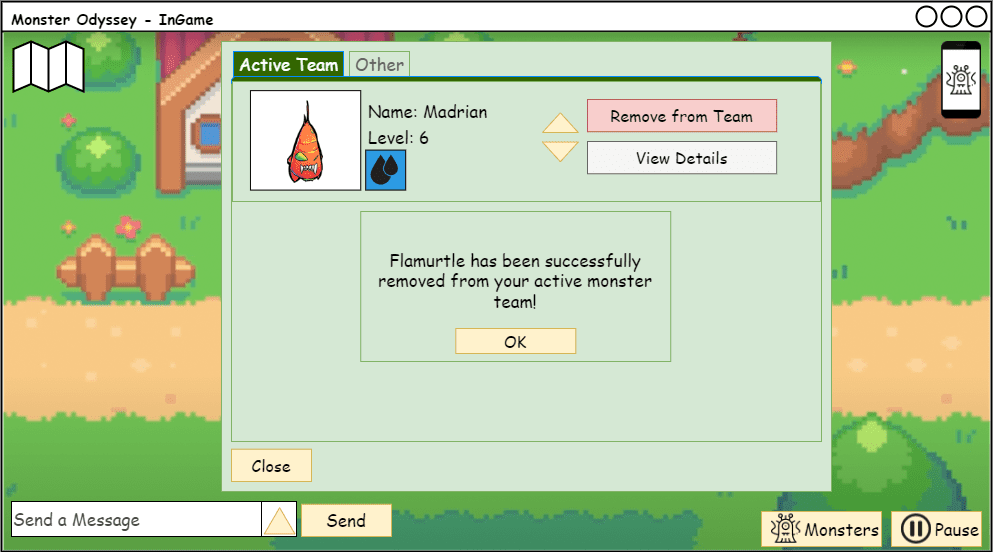 Monster Odyssey - InGame
Active Team
Other
Name: Madrian
Level: 6
Remove from Team
View Details
Flamurtle has been successfully
removed from your active monster
team!
OK
Close
Send a Message
Send
Monsters
Pause